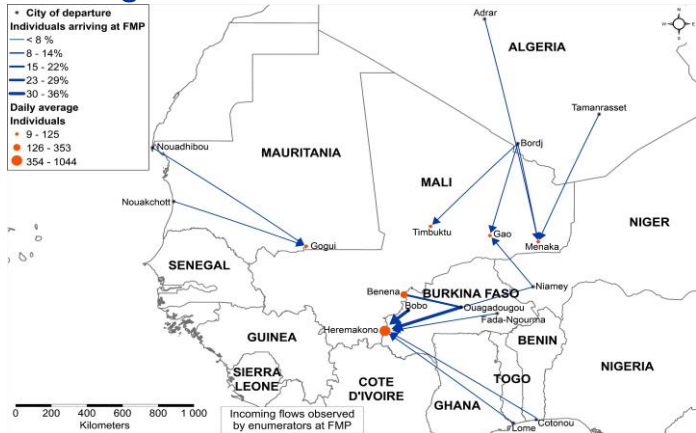 City of departure
Individuals arriving at FMP
< 8 %
8 - 14%
15 - 22%
23 - 29%
30 - 36%
Daily average
Individuals
9 - 125
126 - 353
354 - 1044
Adrar
N
W E
S
ALGERIA
Tamanrasset
Nouadhibou
Bordj
MAURITANIA
MALI
Nouakchott
NIGER
Timbuktu
Gao
Menaka
Gogui
SENEGAL
Niamey
Benena
BURKINA FASO
Bobo
Ouagadougou
Fada-Ngourma
Heremakono
GUINEA
BENIN
NIGERIA
SIERRA
LEONE
TOGO
COTE
D'IVOIRE
GHANA
0 200 400 600 800 1 000
Kilometers
Incoming flows observed
by enumerators at FMP
Lome
Cotonou